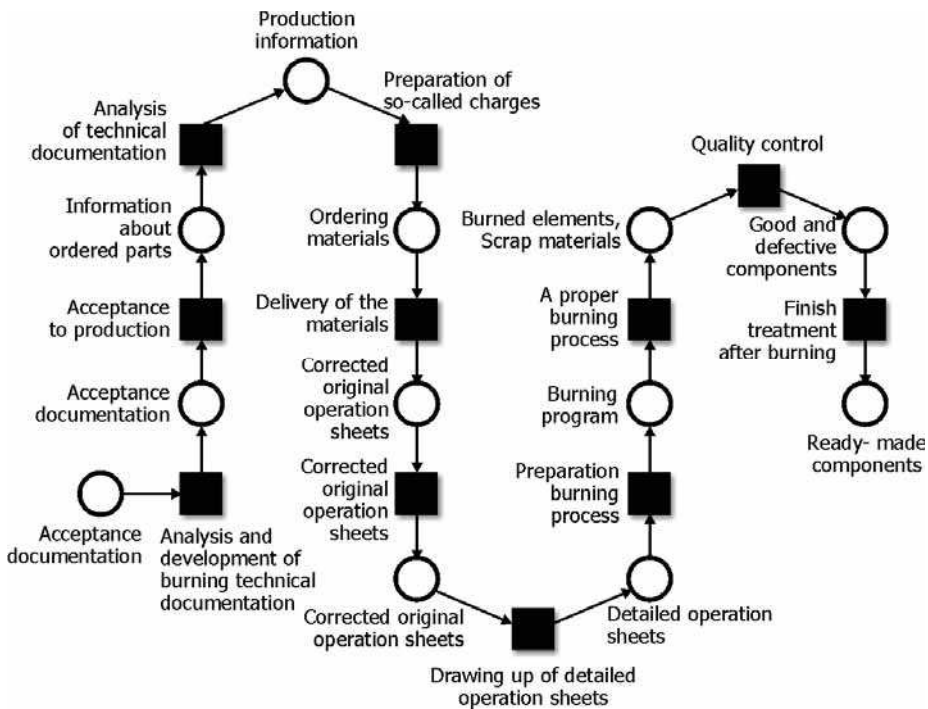 Production
information
Preparation of
so-called charges
Analysis
of technical
documentation
Quality control
Information
about
ordered parts
Ordering
materials
Burned elements,
Scrap materials
Good and
defective
components
Acceptance
to production
Delivery of the
materials
A proper
burning
process
Finish
treatment
after burning
Acceptance
documentation
Corrected
original
operation
sheets
Burning
program
Ready- made
components
Corrected
original
operation
sheets
Preparation
burning
process
Acceptance
documentation
Analysis and
development of
burning technical
documentation
Corrected original
operation sheets
Detailed operation
sheets
Drawing up of detailed
operation sheets